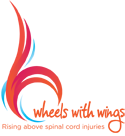 wheels with wings
Rising above spinal cord injuries